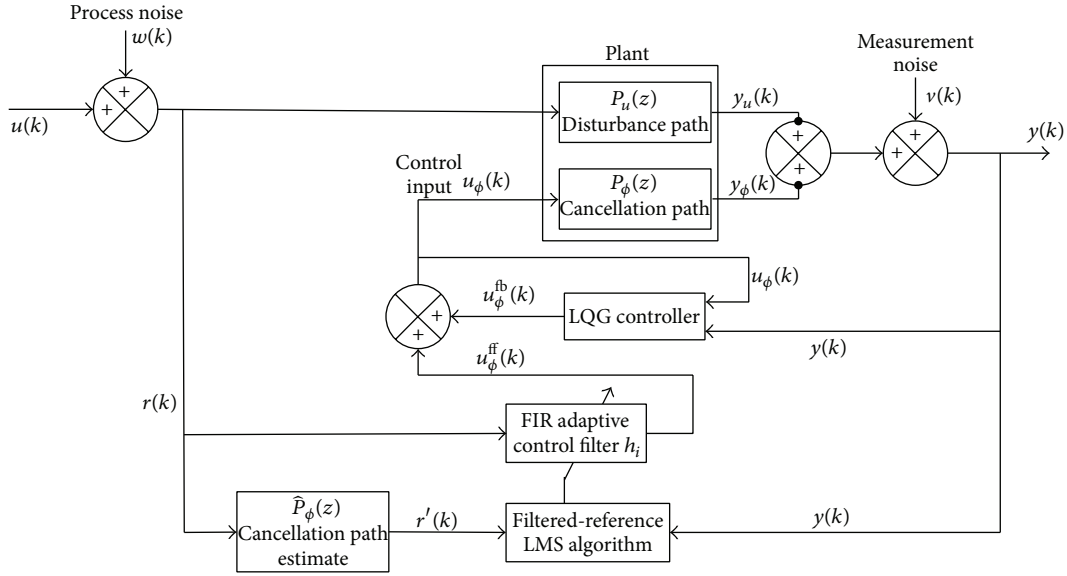 Process noise
w(k)
+
+
u(k)
Plant
P_u(z)
Disturbance path
y_u(k)
Measurement
noise
v(k)
+
+
+
+
y(k)
Control
input u_ϕ(k)
P_ϕ(z)
Cancellation path
y_ϕ(k)
u_ϕ(k)
u_ϕ^fb(k)
+
+
LQG controller
y(k)
u_ϕ^ff(k)
r(k)
FIR adaptive
control filter h_i
P̂_ϕ(z)
Cancellation path
estimate
r′(k)
Filtered-reference
LMS algorithm
y(k)